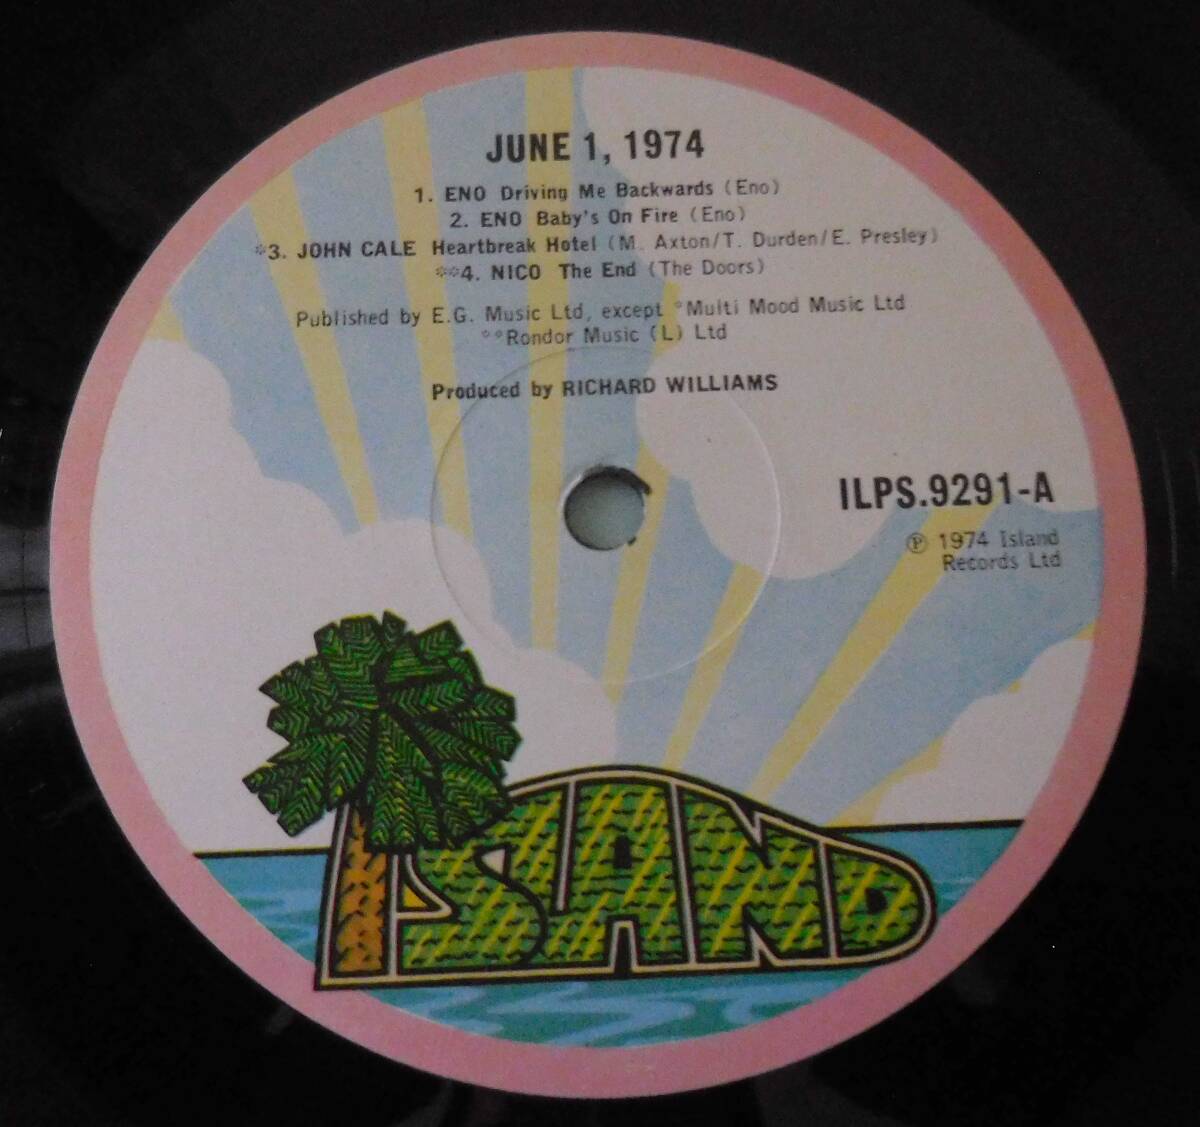 JUNE 1, 1974
1. ENO Driving Me Backwards (Eno)
2. ENO Baby's On Fire (Eno)
*3. JOHN CALE Heartbreak Hotel (M. Axton/T. Durden/E. Presley)
**4. NICO The End (The Doors)
Published by E.G. Music Ltd, except *Multi Mood Music Ltd
**Rondor Music (L) Ltd
Produced by RICHARD WILLIAMS
ILPS.9291-A
℗ 1974 Island
Records Ltd
ISLAND